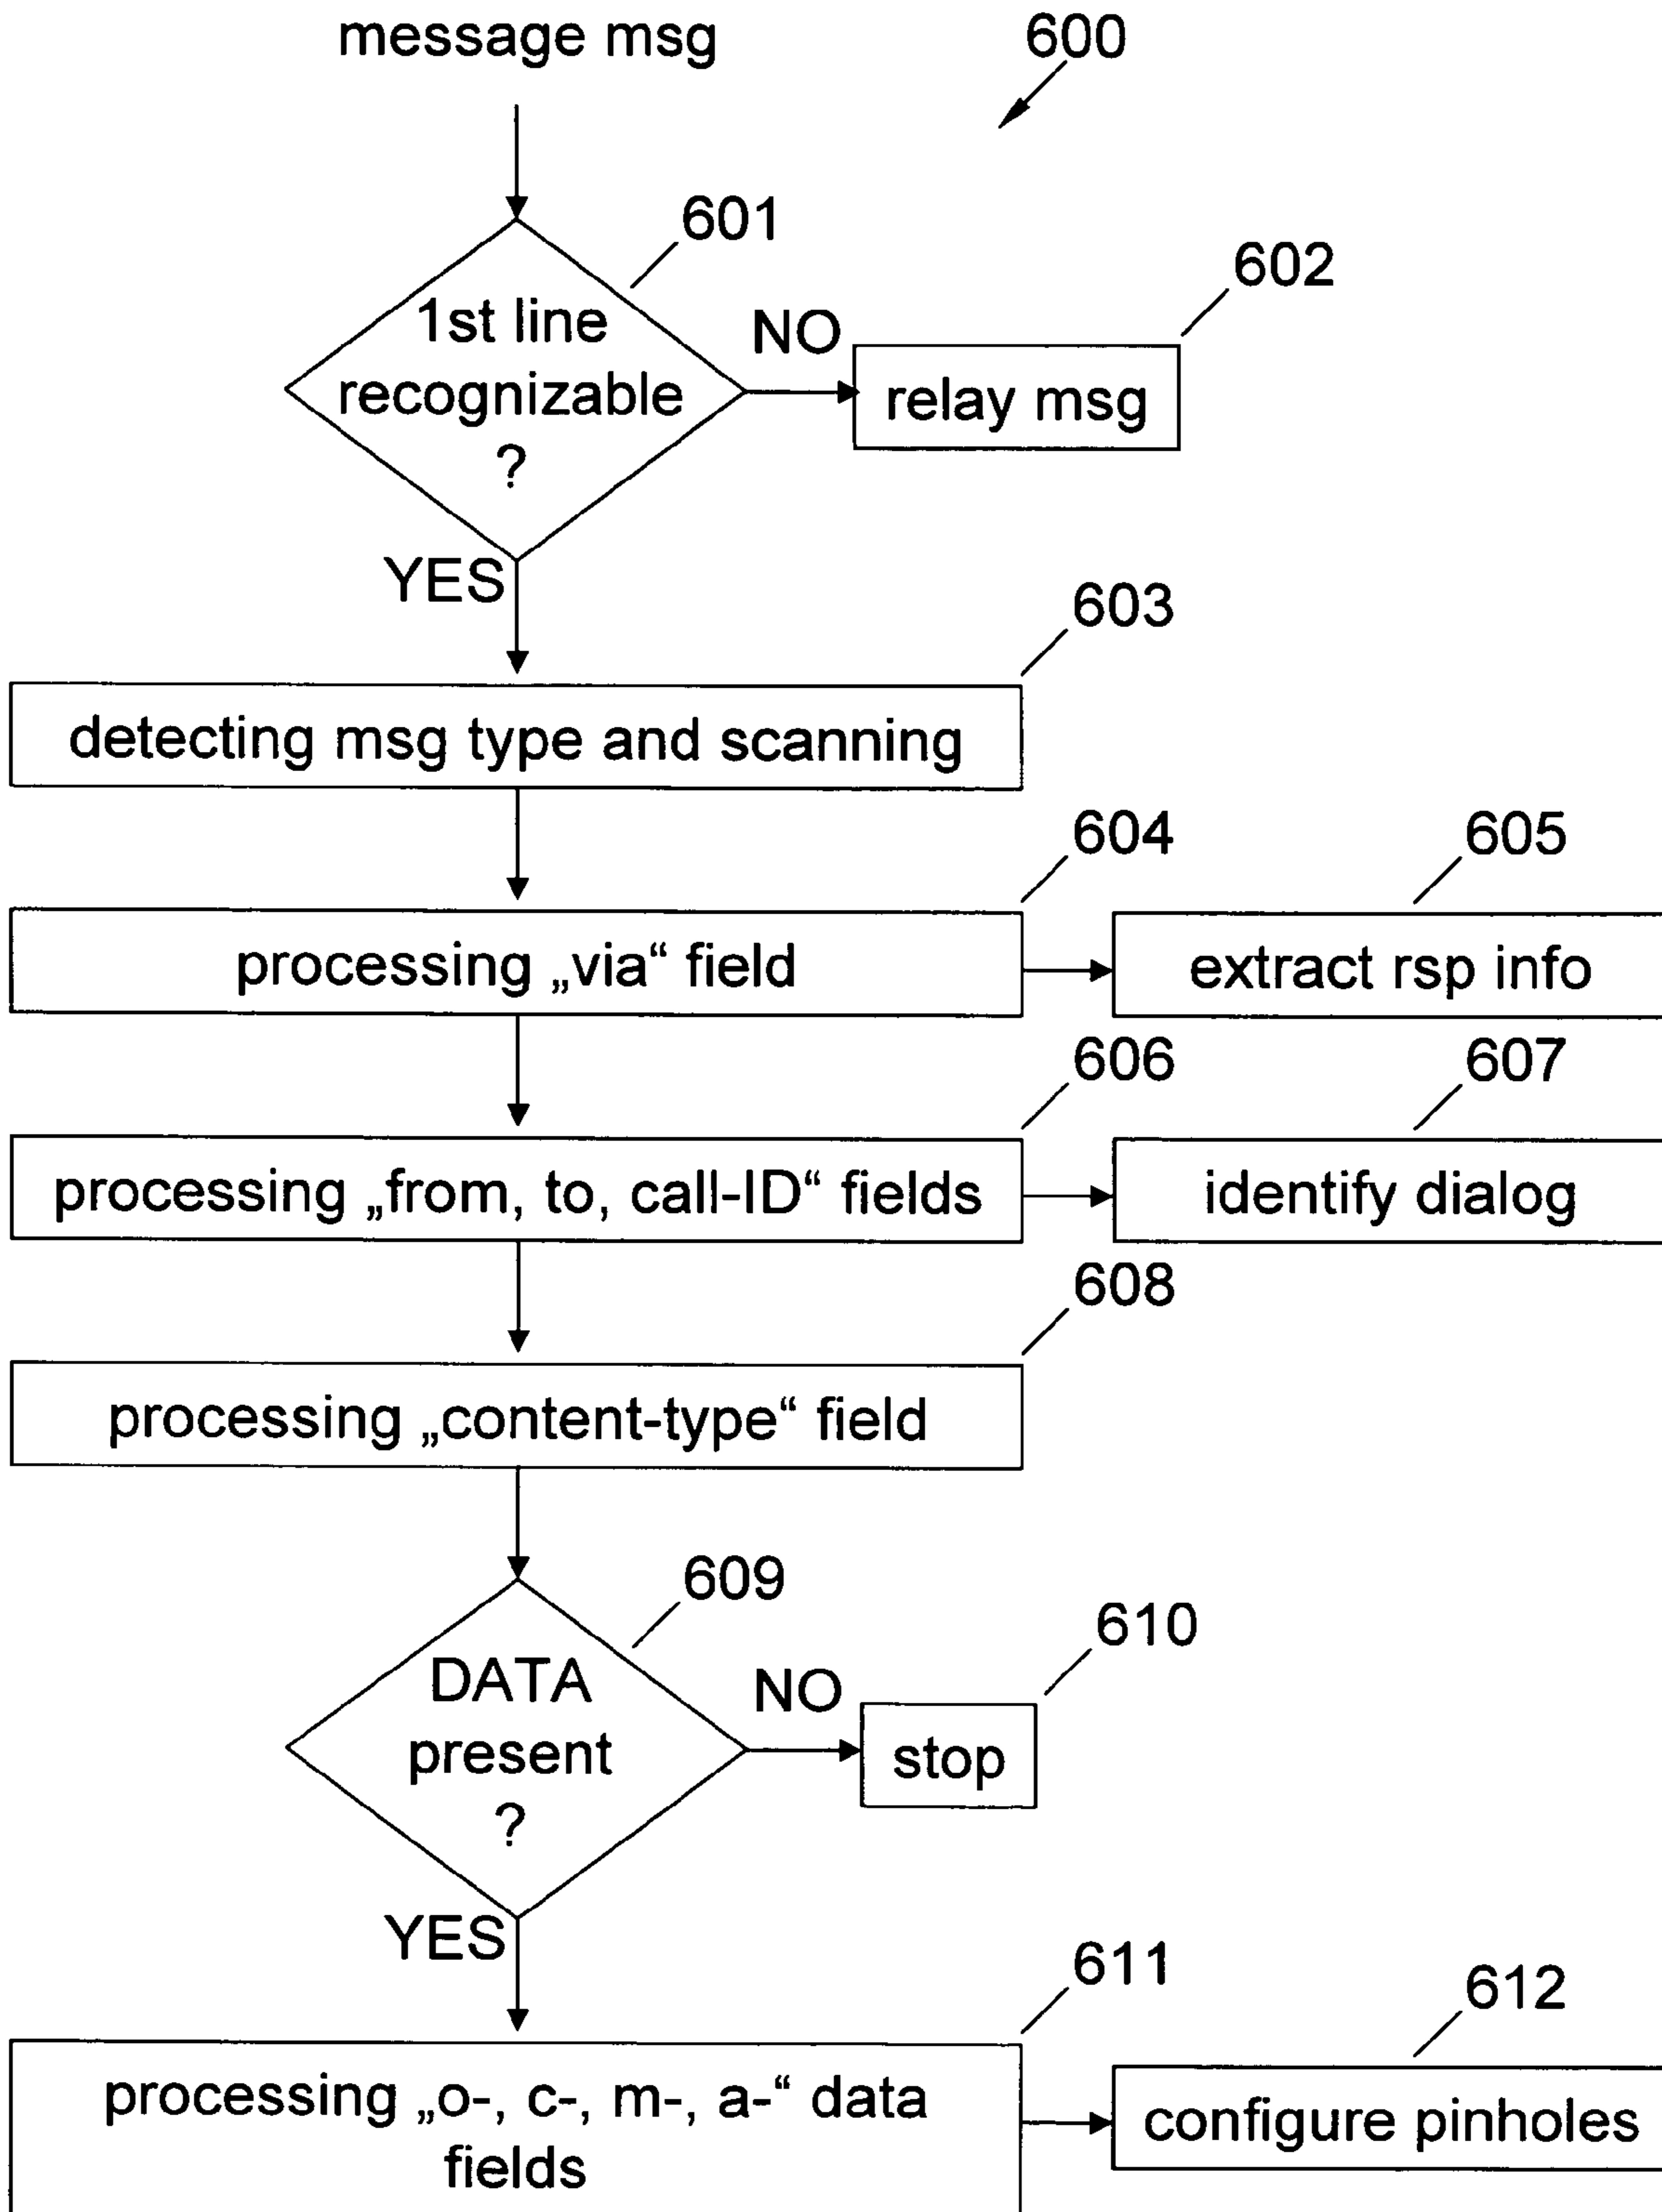 message msg
600
601
1st line
recognizable
?
NO
602
relay msg
YES
603
detecting msg type and scanning
604
processing „via“ field
605
extract rsp info
606
processing „from, to, call-ID“ fields
607
identify dialog
608
processing „content-type“ field
609
DATA
present
?
NO
610
stop
YES
611
processing „o-, c-, m-, a-“ data
fields
612
configure pinholes